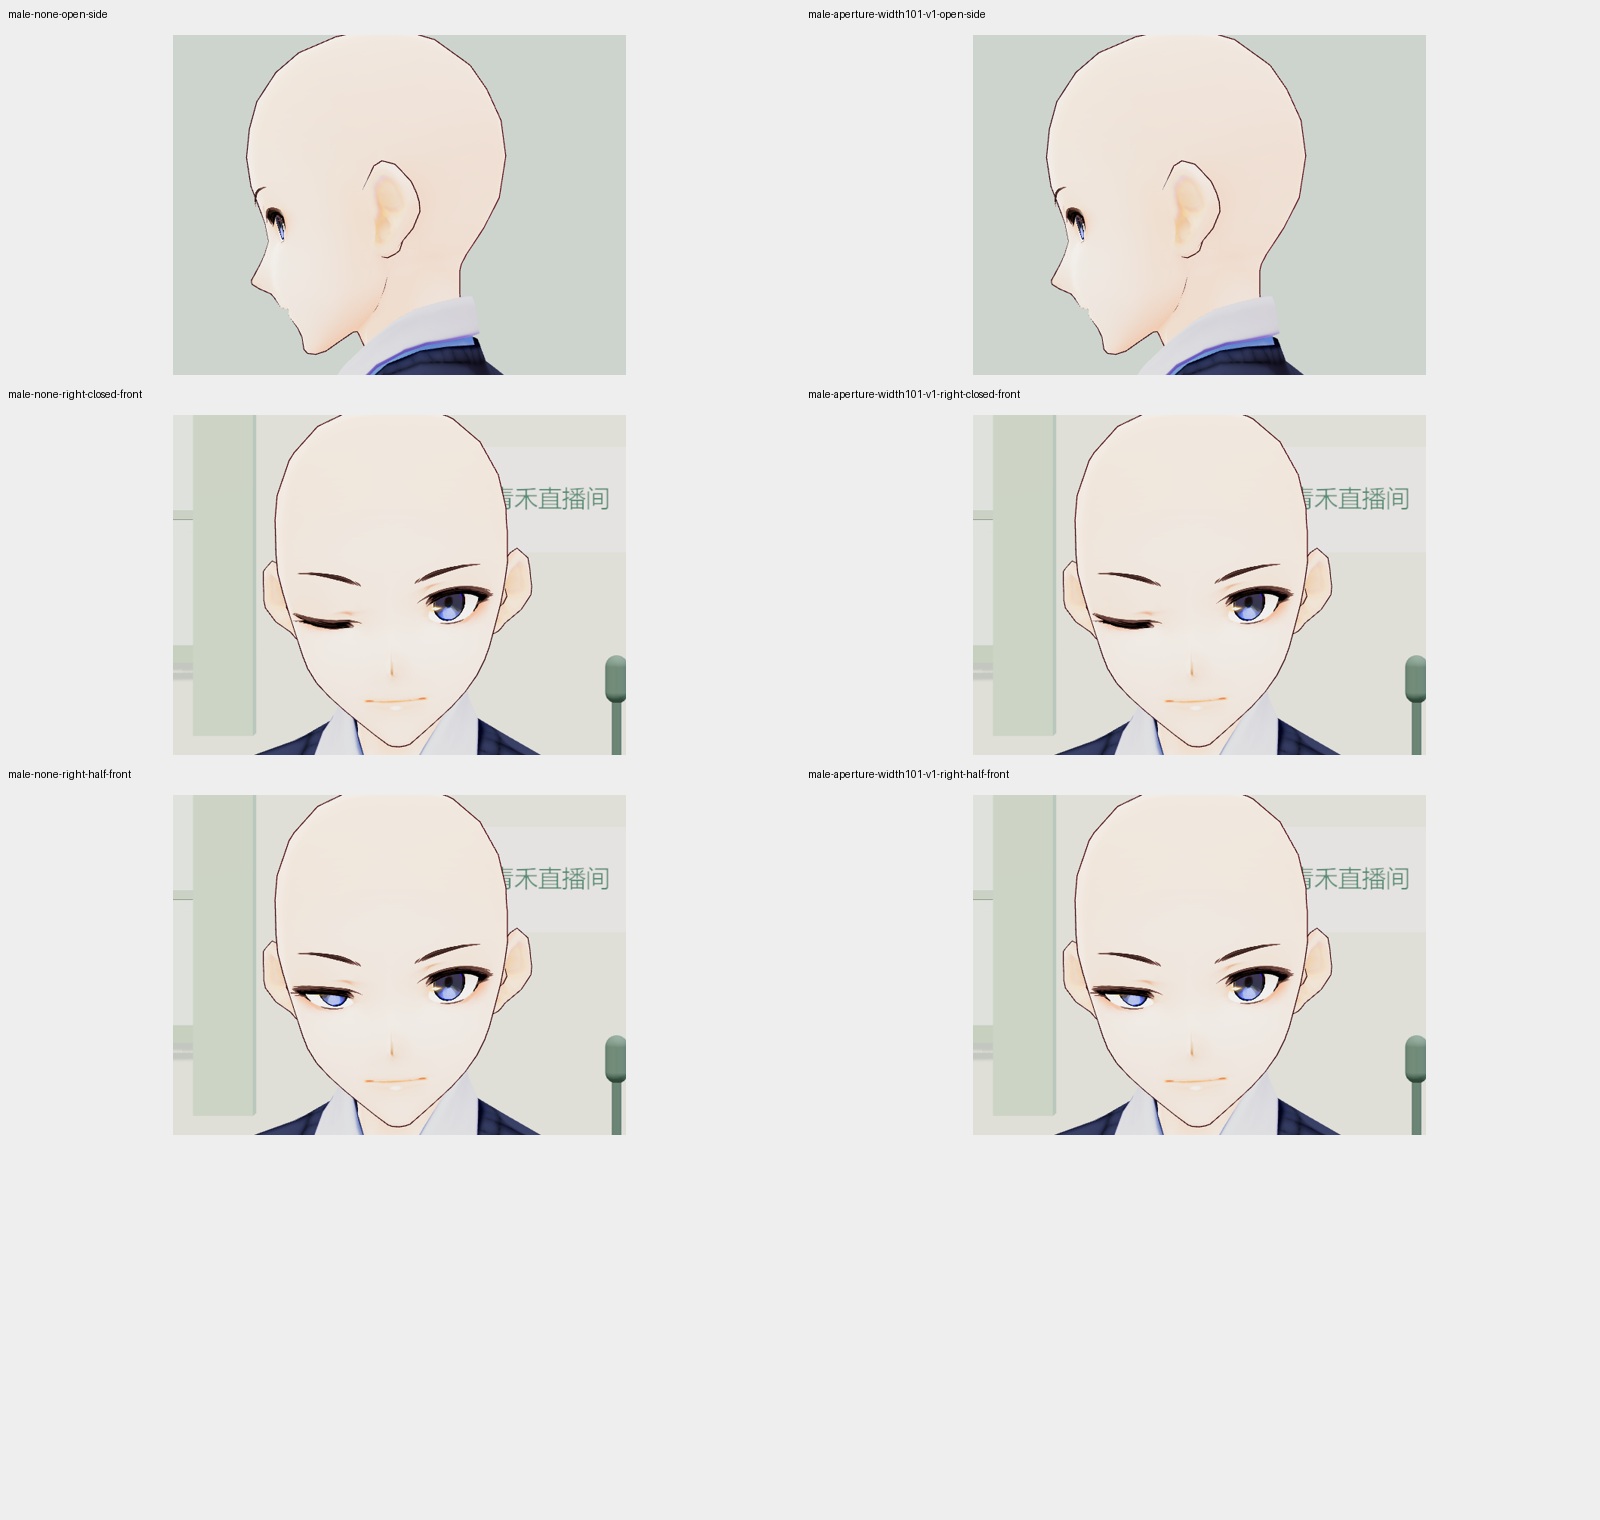 male-none-open-side
male-aperture-width101-v1-open-side
male-none-right-closed-front
male-aperture-width101-v1-right-closed-front
禾直播间
禾直播间
male-none-right-half-front
male-aperture-width101-v1-right-half-front
禾直播间
禾直播间